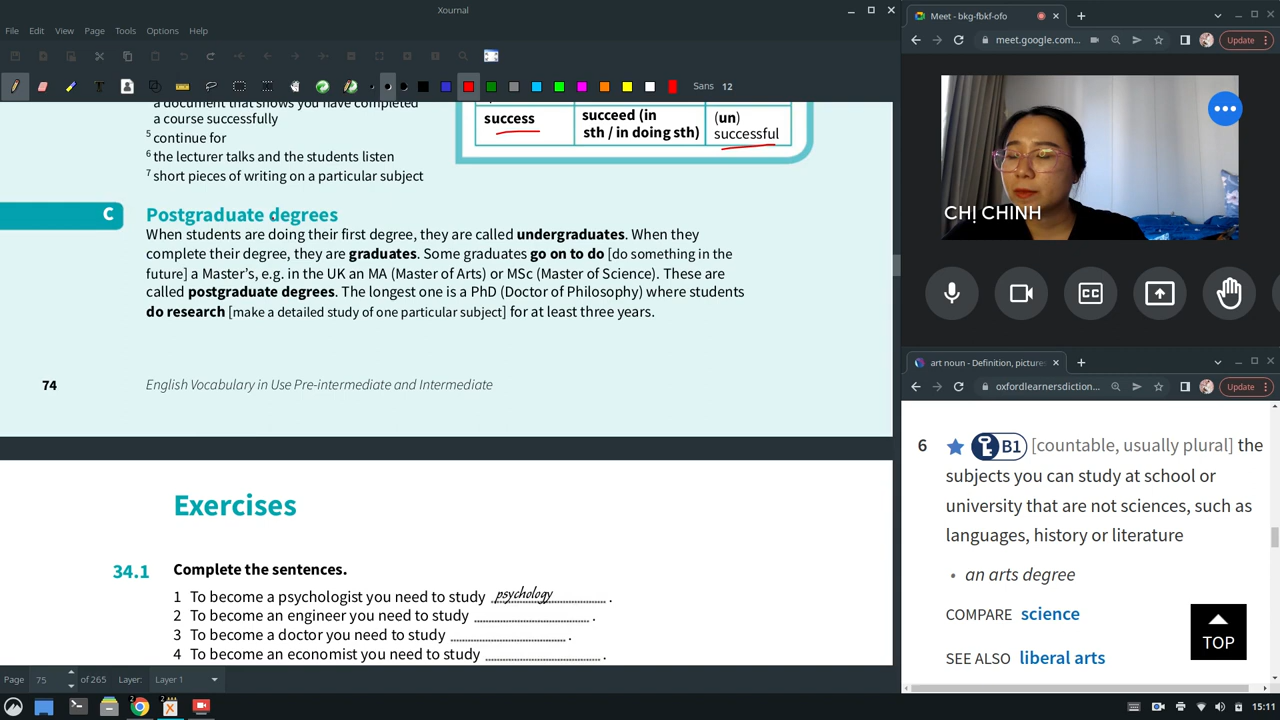 Xournal
File Edit View Page Tools Options Help
Sans 12
a document that shows you have completed
a course successfully
5 continue for
6 the lecturer talks and the students listen
7 short pieces of writing on a particular subject
success
succeed (in
sth / in doing sth)
(un)
successful
C
Postgraduate degrees
When students are doing their first degree, they are called undergraduates. When they
complete their degree, they are graduates. Some graduates go on to do [do something in the
future] a Master's, e.g. in the UK an MA (Master of Arts) or MSc (Master of Science). These are
called postgraduate degrees. The longest one is a PhD (Doctor of Philosophy) where students
do research [make a detailed study of one particular subject] for at least three years.
74 English Vocabulary in Use Pre-intermediate and Intermediate
Exercises
34.1 Complete the sentences.
1 To become a psychologist you need to study psychology .
2 To become an engineer you need to study .
3 To become a doctor you need to study .
4 To become an economist you need to study .
Page 75 of 265 Layer: Layer 1
Meet - bkg-fbkf-ofo
meet.google.com...
Update
CHỊ CHINH
CC
art noun - Definition, picture
oxfordlearnersdiction...
Update
6 B1 [countable, usually plural] the
subjects you can study at school or
university that are not sciences, such as
languages, history or literature
• an arts degree
COMPARE science
SEE ALSO liberal arts
TOP
2
2
15:11